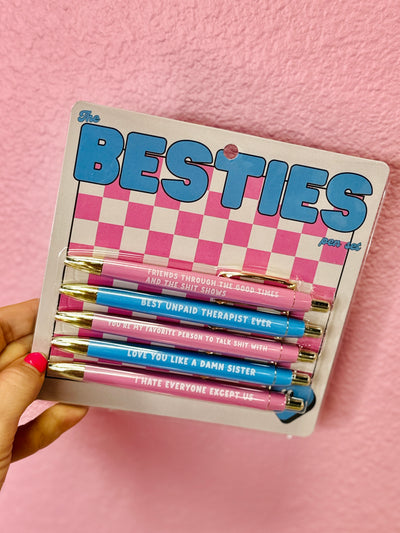 The
BESTIES
pen set
FRIENDS THROUGH THE GOOD TIMES
AND THE SHIT SHOWS
BEST UNPAID THERAPIST EVER
YOU'RE MY FAVORITE PERSON TO TALK SHIT WITH
LOVE YOU LIKE A DAMN SISTER
I HATE EVERYONE EXCEPT US